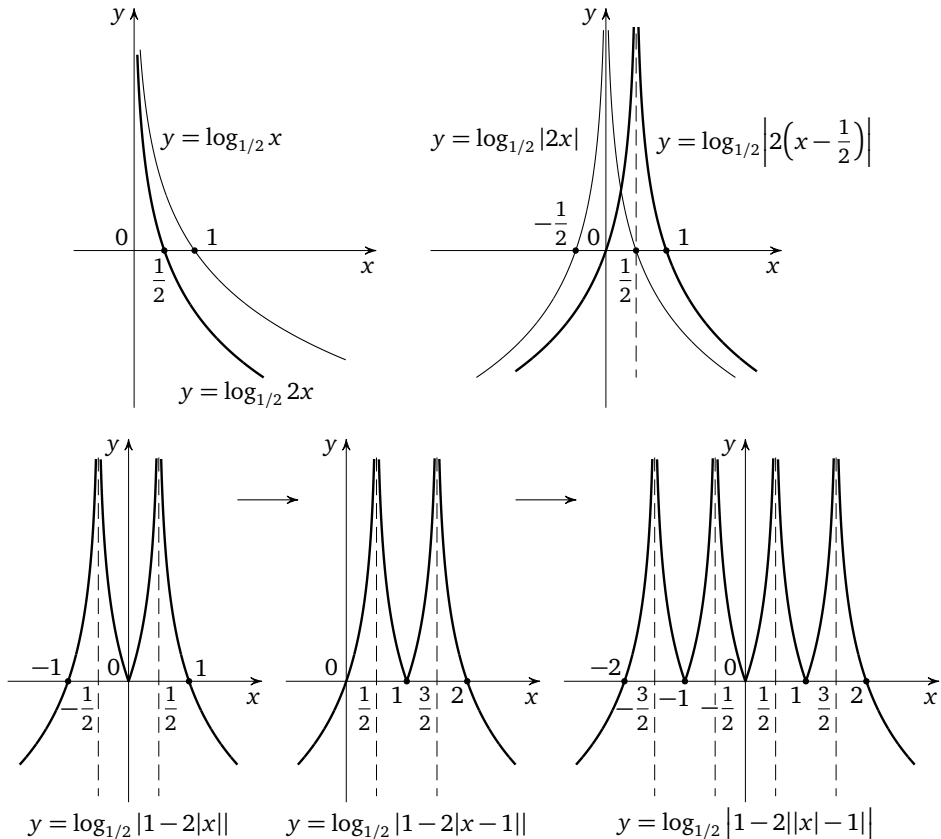 y
y = log_{1/2} x
0
1
1/2
x
y = log_{1/2} 2x
y
y = log_{1/2} |2x|
y = log_{1/2} |2(x − 1/2)|
−1/2
0
1/2
1
x
y
−1
0
1
−1/2
1/2
x
y = log_{1/2} |1−2|x||
y
0
1/2
1
3/2
2
x
y = log_{1/2} |1−2|x−1||
y
−2
0
−3/2
−1
−1/2
1/2
1
3/2
2
x
y = log_{1/2} |1−2||x|−1||